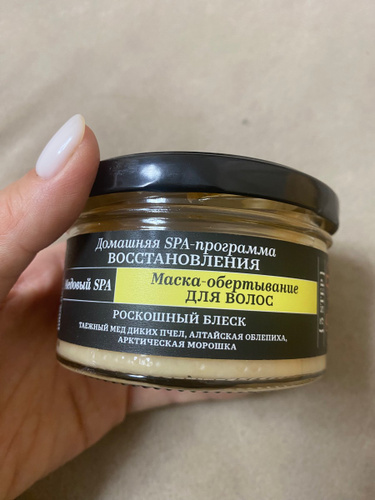 Домашняя SPA-программа
ВОССТАНОВЛЕНИЯ
Медовый SPA
Маска-обертывание
ДЛЯ ВОЛОС
РОСКОШНЫЙ БЛЕСК
ТАЕЖНЫЙ МЕД ДИКИХ ПЧЕЛ, АЛТАЙСКАЯ ОБЛЕПИХА,
АРКТИЧЕСКАЯ МОРОШКА